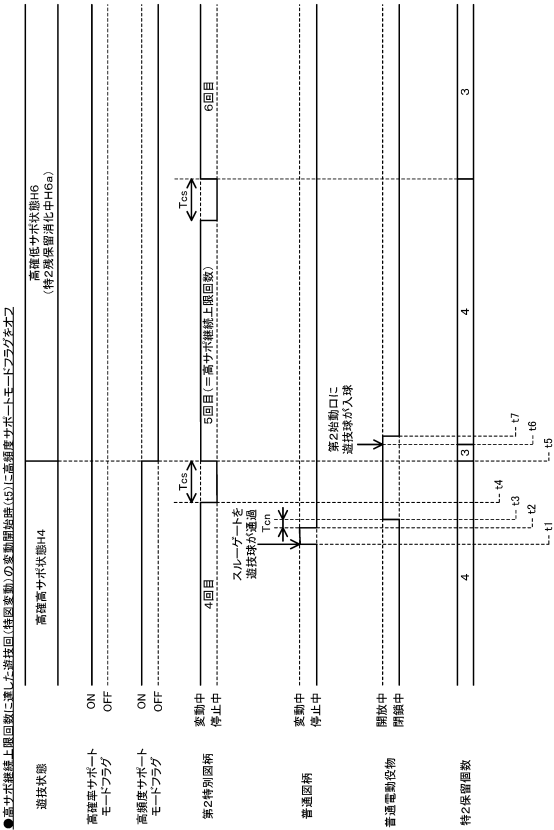 ●高サポ継続上限回数に達した遊技回(特図変動)の変動開始時(t5)に高頻度サポートモードフラグをオフ
遊技状態
高確高サポ状態H4
高確低サポ状態H6
(特2残保留消化中H6a)
高確率サポート
モードフラグ
ON
OFF
高頻度サポート
モードフラグ
ON
OFF
第2特別図柄
変動中
停止中
4回目
Tcs
5回目(=高サポ継続上限回数)
Tcs
6回目
スルーゲートを
遊技球が通過
Tcn
普通図柄
変動中
停止中
第2始動口に
遊技球が入球
普通電動役物
開放中
閉鎖中
特2保留個数
4
3
4
3
t1
t2
t3
t4
t5
t6
t7